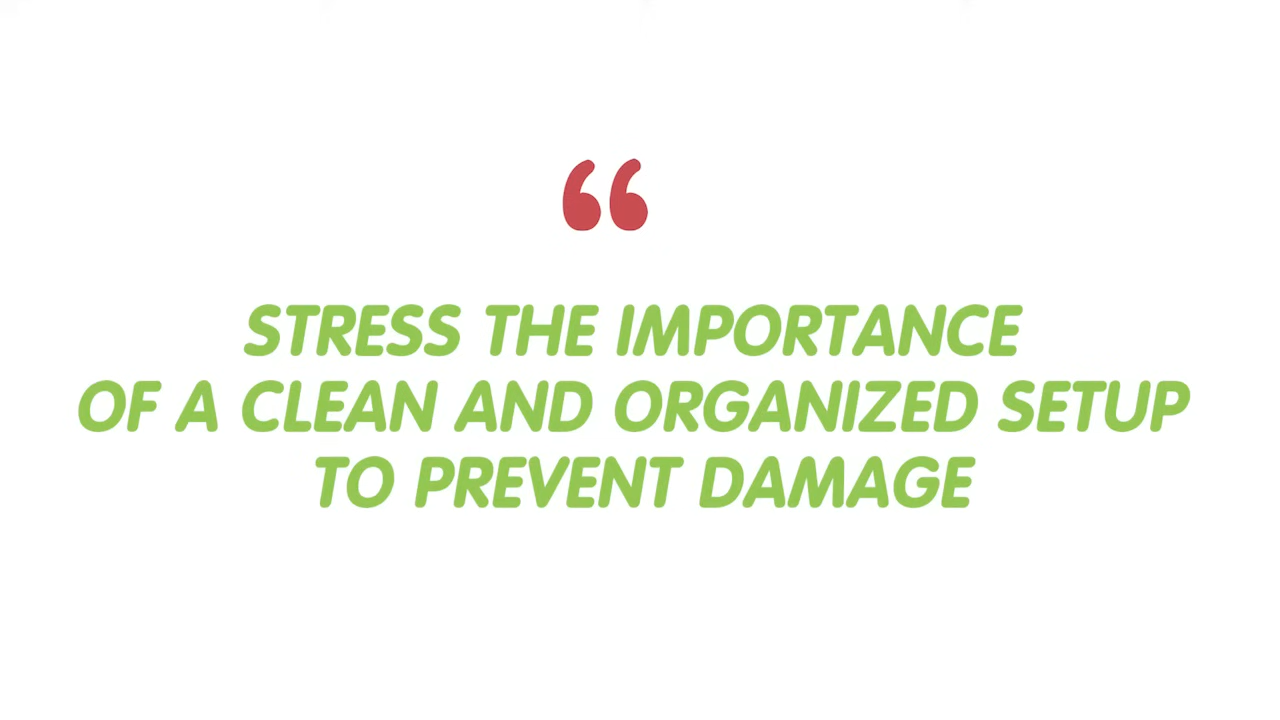 “
STRESS THE IMPORTANCE
OF A CLEAN AND ORGANIZED SETUP
TO PREVENT DAMAGE